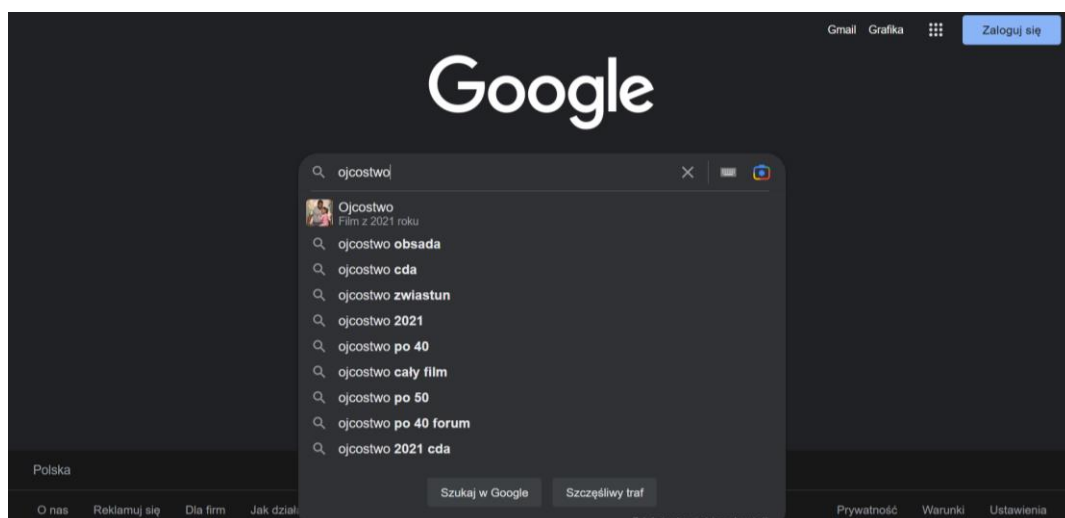 Gmail Grafika Zaloguj się
Google
ojcostwo
Ojcostwo
Film z 2021 roku
ojcostwo obsada
ojcostwo cda
ojcostwo zwiastun
ojcostwo 2021
ojcostwo po 40
ojcostwo cały film
ojcostwo po 50
ojcostwo po 40 forum
ojcostwo 2021 cda
Polska
Szukaj w Google Szczęśliwy traf
O nas Reklamuj się Dla firm Jak dział Prywatność Warunki Ustawienia